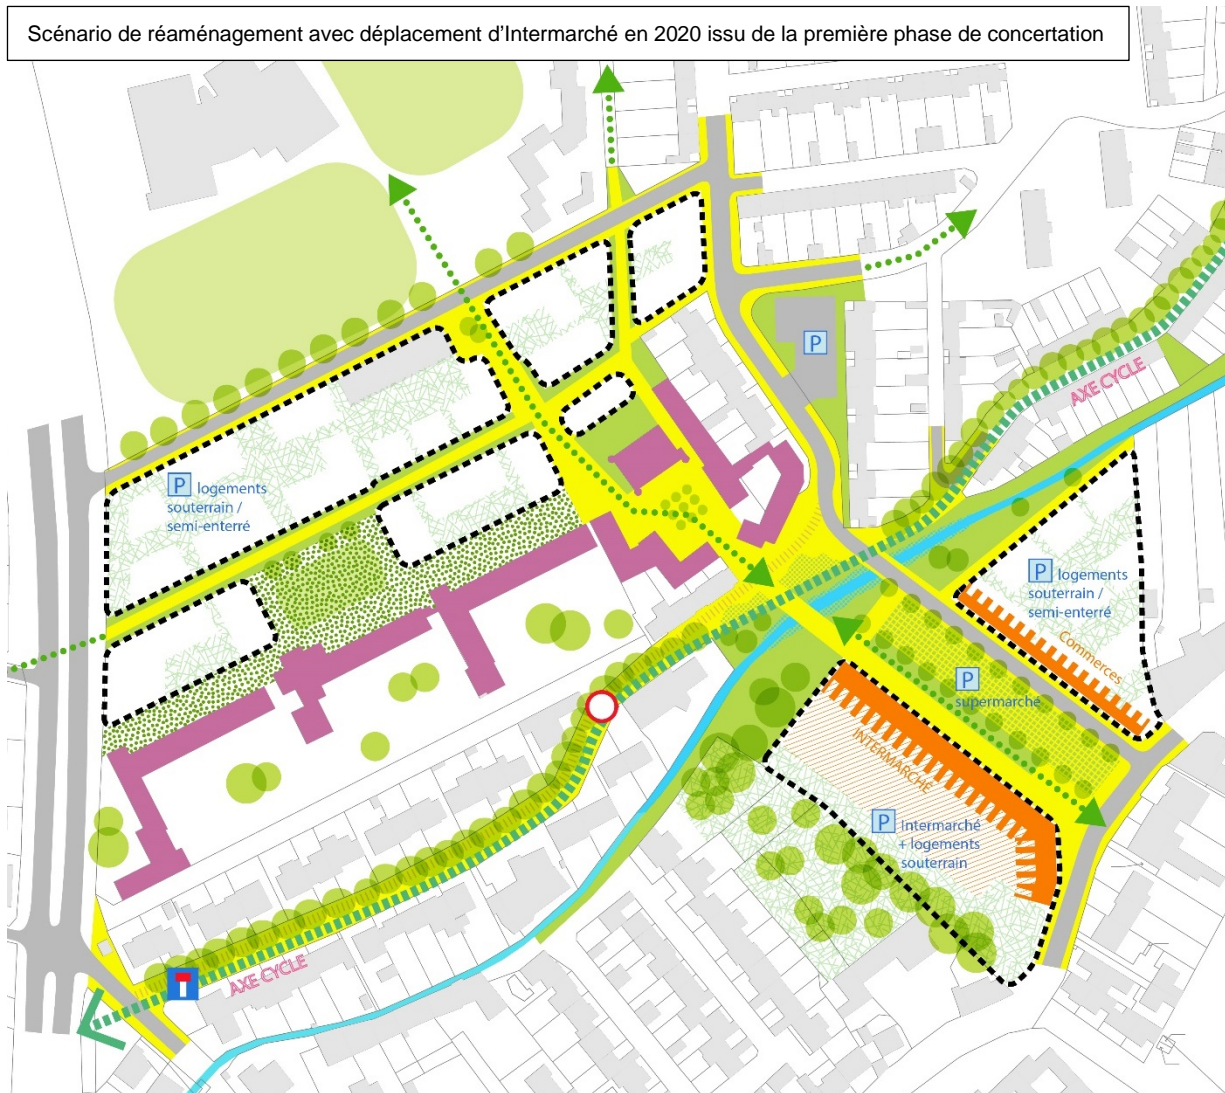 Scénario de réaménagement avec déplacement d'Intermarché en 2020 issu de la première phase de concertation
P
AXE CYCLE
P logements
souterrain /
semi-enterré
P logements
souterrain /
semi-enterré
Commerces
P
supermarché
INTERMARCHÉ
P Intermarché
+ logements
souterrain
AXE CYCLE